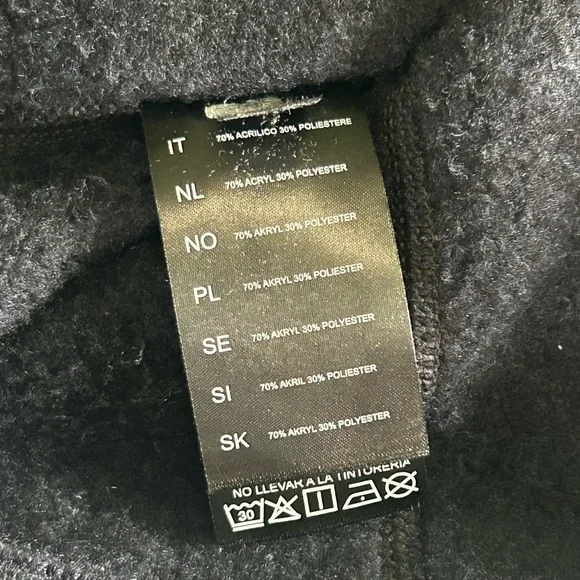 IT 70% ACRILICO 30% POLIESTERE
NL 70% ACRYL 30% POLYESTER
NO 70% AKRYL 30% POLYESTER
PL 70% AKRYL 30% POLYESTER
SE 70% AKRYL 30% POLYESTER
SI 70% AKRIL 30% POLYESTER
SK 70% AKRYL 30% POLYESTER
NO LLEVAR A LA TINTORERIA
30